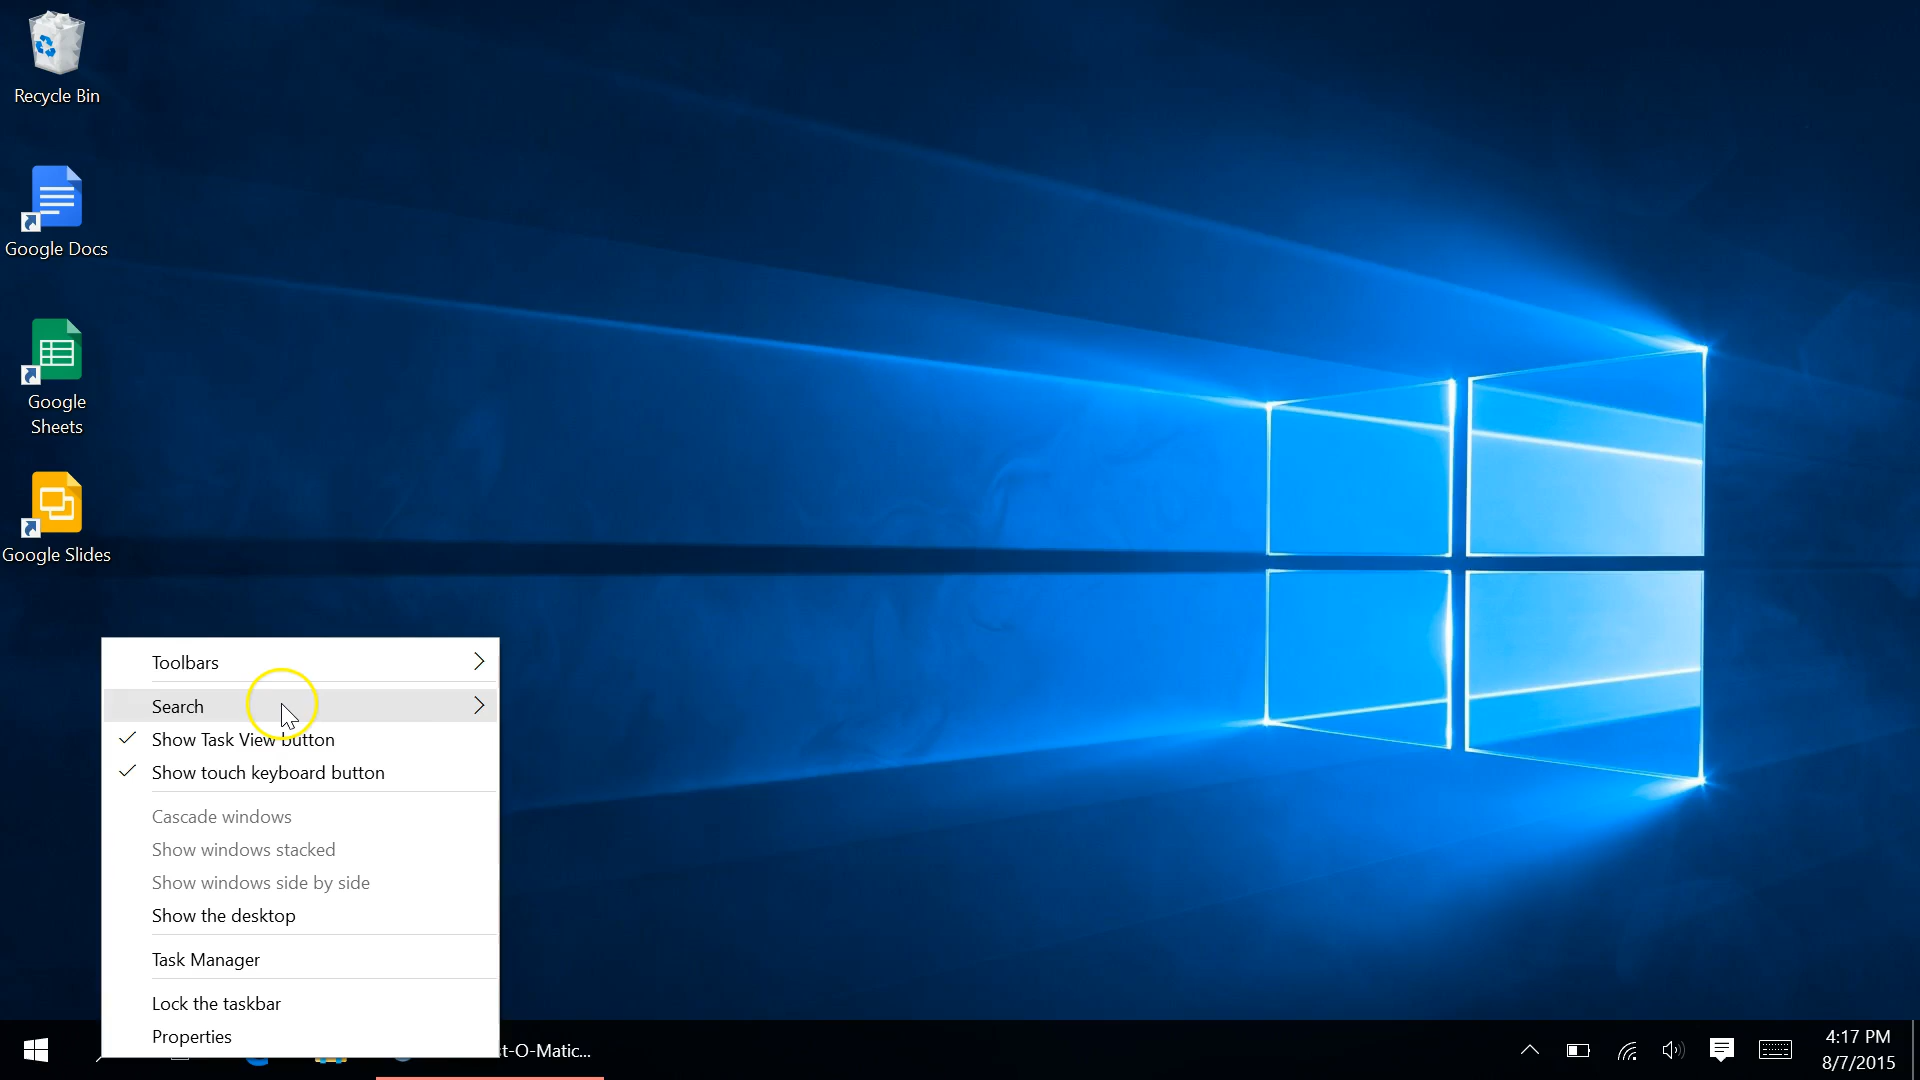 Recycle Bin
Google Docs
Google
Sheets
Google Slides
Toolbars
Search
Show Task View button
Show touch keyboard button
Cascade windows
Show windows stacked
Show windows side by side
Show the desktop
Task Manager
Lock the taskbar
Properties
t-O-Matic...
4:17 PM
8/7/2015